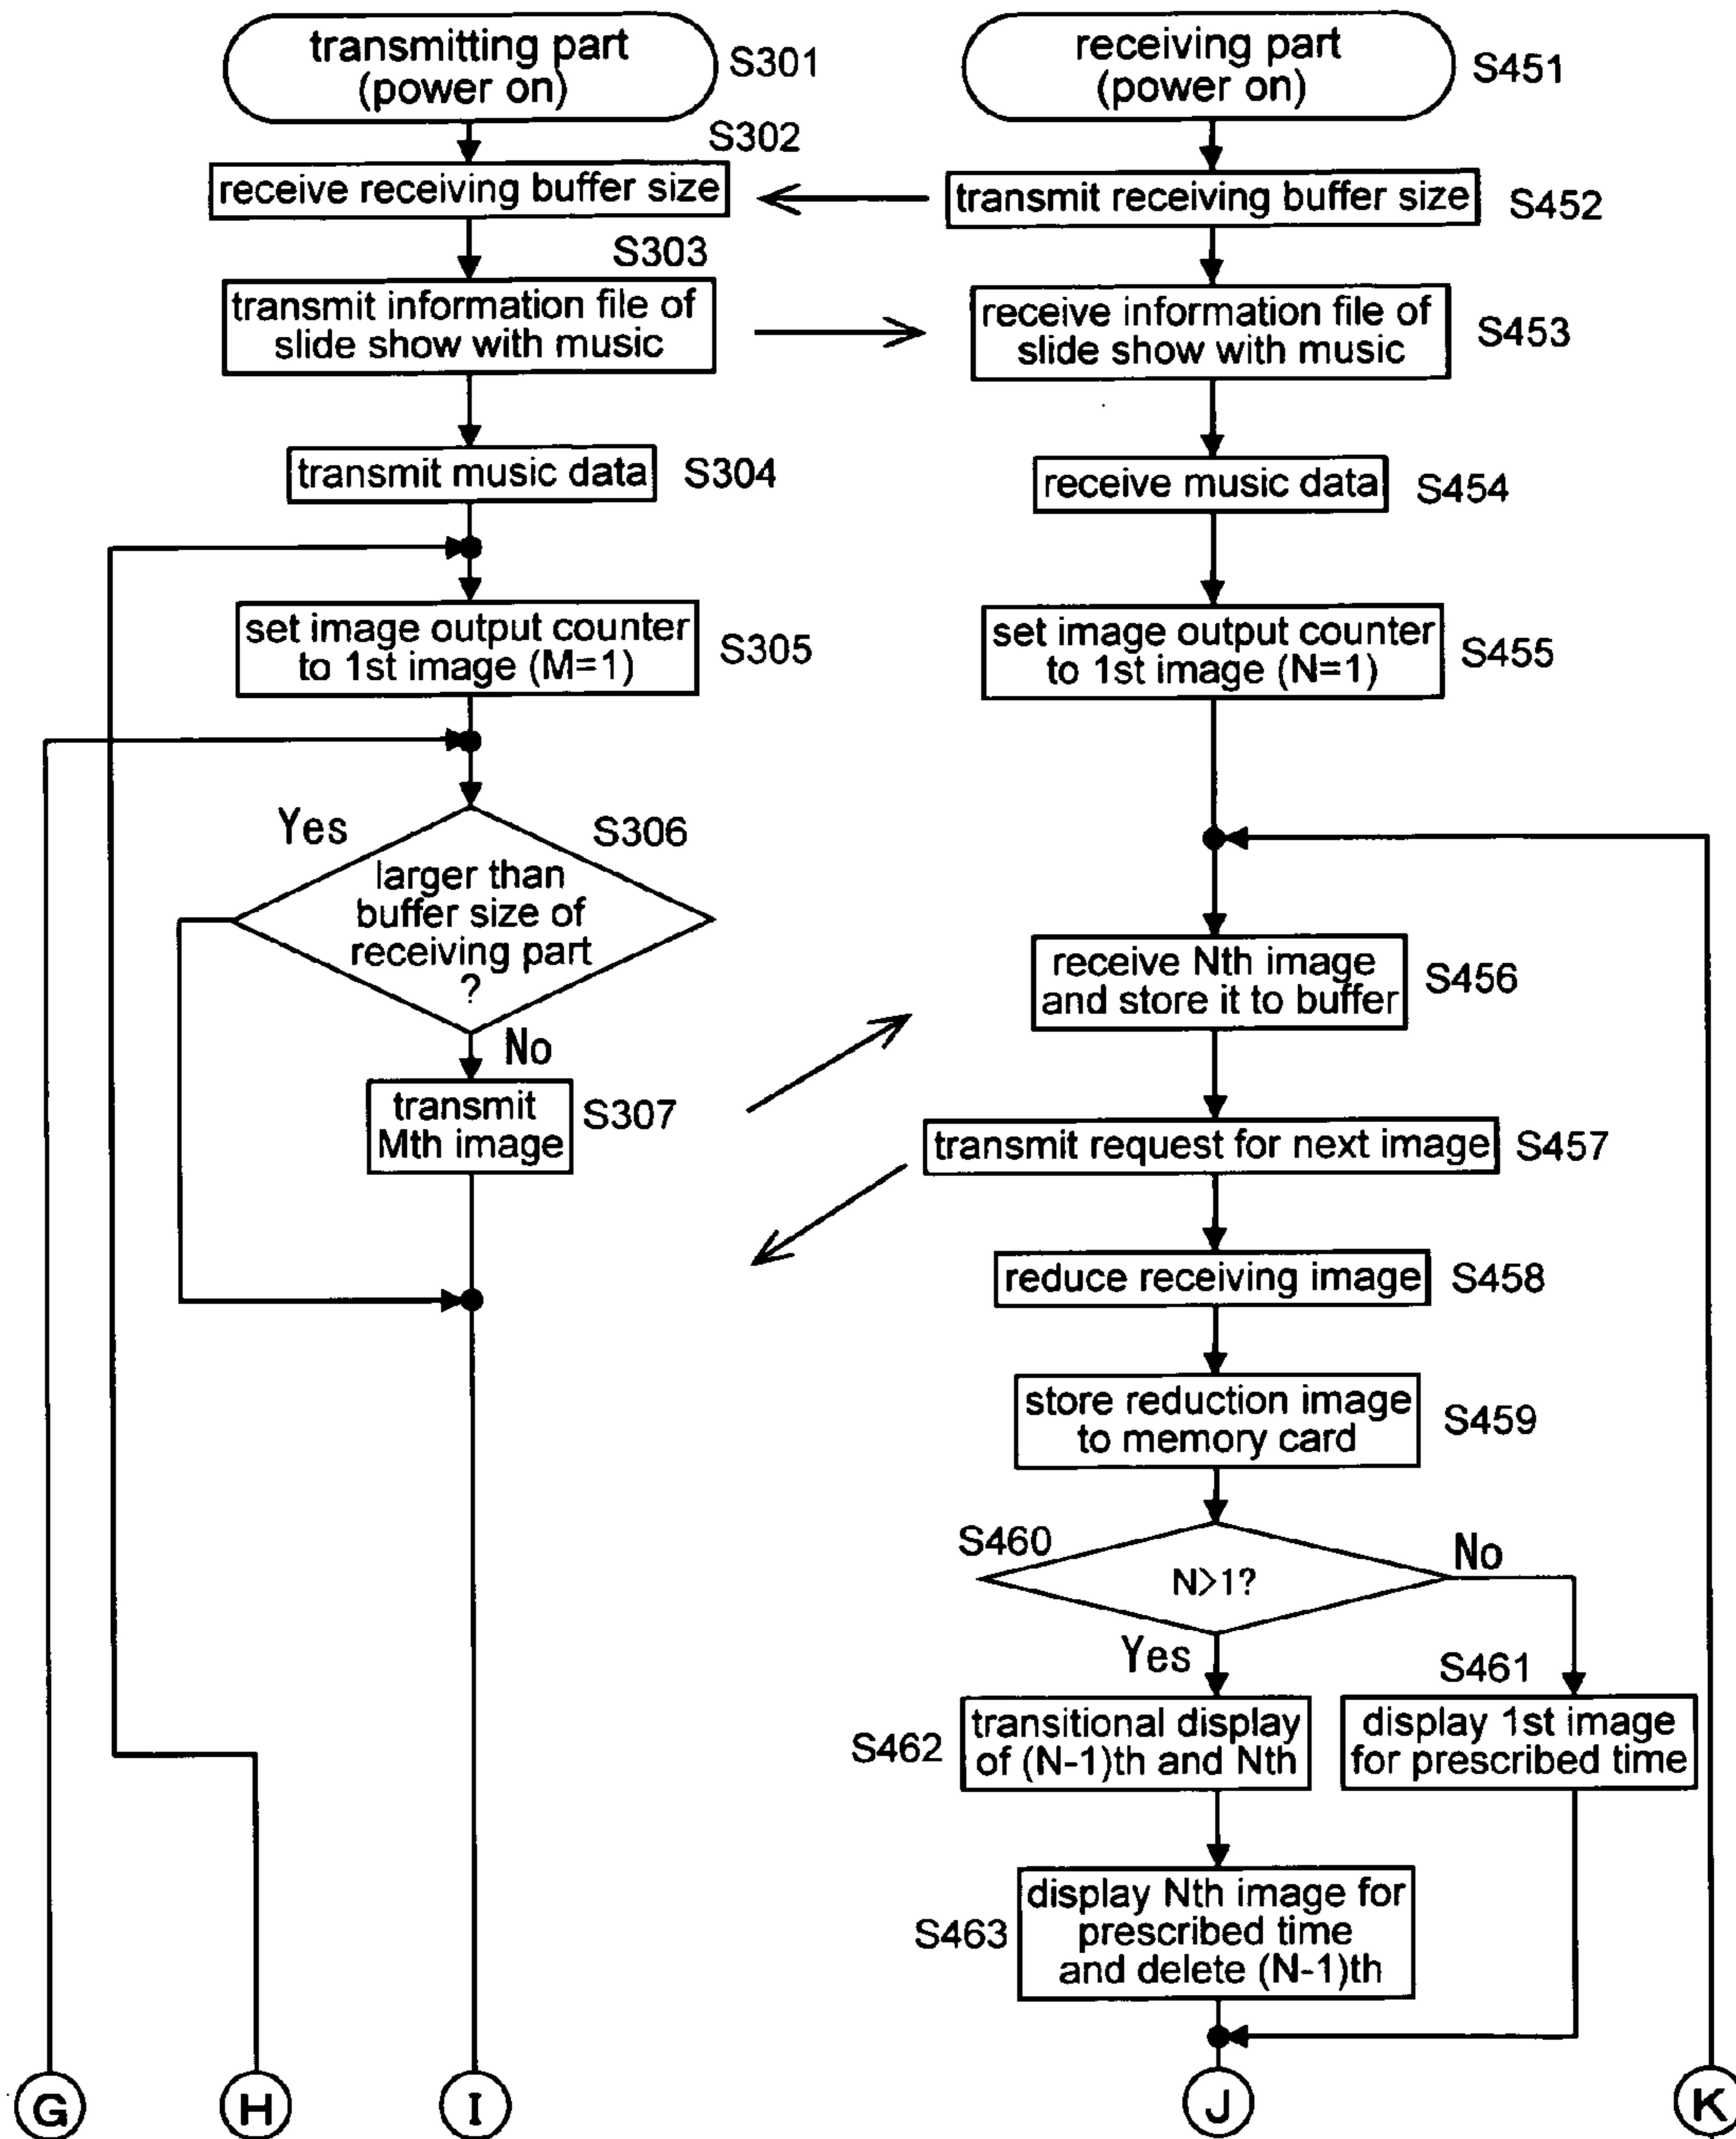 transmitting part
(power on)
S301
S302
receive receiving buffer size
S303
transmit information file of
slide show with music
transmit music data
S304
set image output counter
to 1st image (M=1)
S305
Yes
S306
larger than
buffer size of
receiving part
?
No
transmit
Mth image
S307
G
H
I
receiving part
(power on)
S451
transmit receiving buffer size
S452
receive information file of
slide show with music
S453
receive music data
S454
set image output counter
to 1st image (N=1)
S455
receive Nth image
and store it to buffer
S456
transmit request for next image
S457
reduce receiving image
S458
store reduction image
to memory card
S459
S460
N>1?
No
Yes
S461
display 1st image
for prescribed time
S462
transitional display
of (N-1)th and Nth
S463
display Nth image for
prescribed time
and delete (N-1)th
J
K